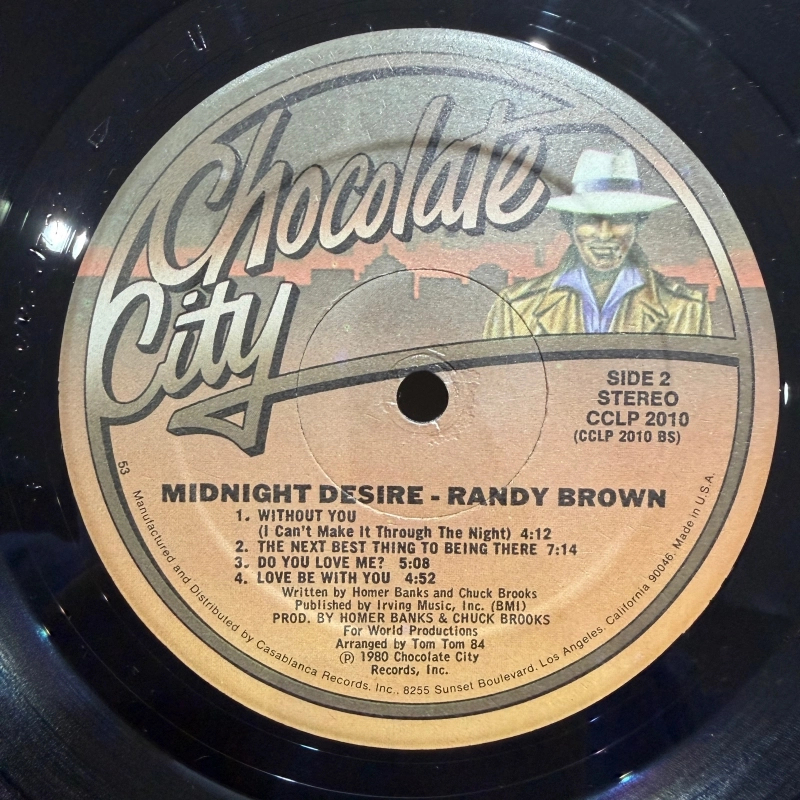 Chocolate
City
SIDE 2
STEREO
CCLP 2010
(CCLP 2010 BS)
MIDNIGHT DESIRE - RANDY BROWN
1. WITHOUT YOU
(I Can't Make It Through The Night) 4:12
2. THE NEXT BEST THING TO BEING THERE 7:14
3. DO YOU LOVE ME? 5:08
4. LOVE BE WITH YOU 4:52
Written by Homer Banks and Chuck Brooks
Published by Irving Music, Inc. (BMI)
PROD. BY HOMER BANKS & CHUCK BROOKS
For World Productions
Arranged by Tom Tom 84
Ⓟ 1980 Chocolate City
Records, Inc.
53 Manufactured and Distributed by Casablanca Records, Inc., 8255 Sunset Boulevard, Los Angeles, California 90046. Made in U.S.A.